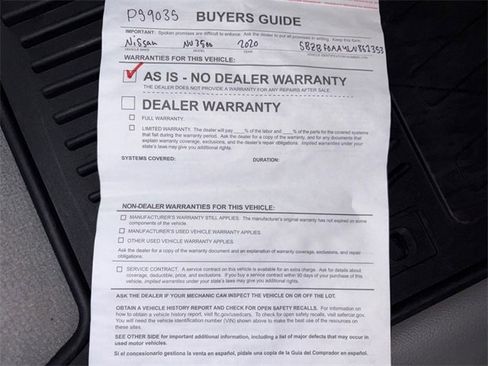 PS9035
BUYERS GUIDE
IMPORTANT: Spoken promises are difficult to enforce. Ask the dealer to put all promises in writing. Keep this form.
Nissan NV3500 2020
VEHICLE MAKE MODEL YEAR VEHICLE IDENTIFICATION NUMBER (VIN)
WARRANTIES FOR THIS VEHICLE:
AS IS - NO DEALER WARRANTY
THE DEALER DOES NOT PROVIDE A WARRANTY FOR ANY REPAIRS AFTER SALE.
DEALER WARRANTY
FULL WARRANTY.
LIMITED WARRANTY. The dealer will pay ____% of the labor and ____% of the parts for the covered systems
that fail during the warranty period. Ask the dealer for a copy of the warranty, and for any documents that
explain warranty coverage, exclusions, and the dealer's repair obligations. Implied warranties under your
state's laws may give you additional rights.
SYSTEMS COVERED: DURATION:
NON-DEALER WARRANTIES FOR THIS VEHICLE:
MANUFACTURER'S WARRANTY STILL APPLIES. The manufacturer's original warranty has not expired on some
components of the vehicle.
MANUFACTURER'S USED VEHICLE WARRANTY APPLIES.
OTHER USED VEHICLE WARRANTY APPLIES.
Ask the dealer for a copy of the warranty document and an explanation of warranty coverage, exclusions, and repair
obligations.
SERVICE CONTRACT. A service contract on this vehicle is available for an extra charge. Ask for details about
coverage, deductible, price, and exclusions. If you buy a service contract within 90 days of your purchase of this
vehicle, implied warranties under your state's laws may give you additional rights.
ASK THE DEALER IF YOUR MECHANIC CAN INSPECT THE VEHICLE ON OR OFF THE LOT.
OBTAIN A VEHICLE HISTORY REPORT AND CHECK FOR OPEN SAFETY RECALLS. For information on
how to obtain a vehicle history report, visit ftc.gov/usedcars. To check for open safety recalls, visit safercar.gov.
You will need the vehicle identification number (VIN) shown above to make the best use of the resources on
these sites.
SEE OTHER SIDE for important additional information, including a list of major defects that may occur in
used motor vehicles.
Si el concesionario gestiona la venta en español, pídale una copia de la Guía del Comprador en español.